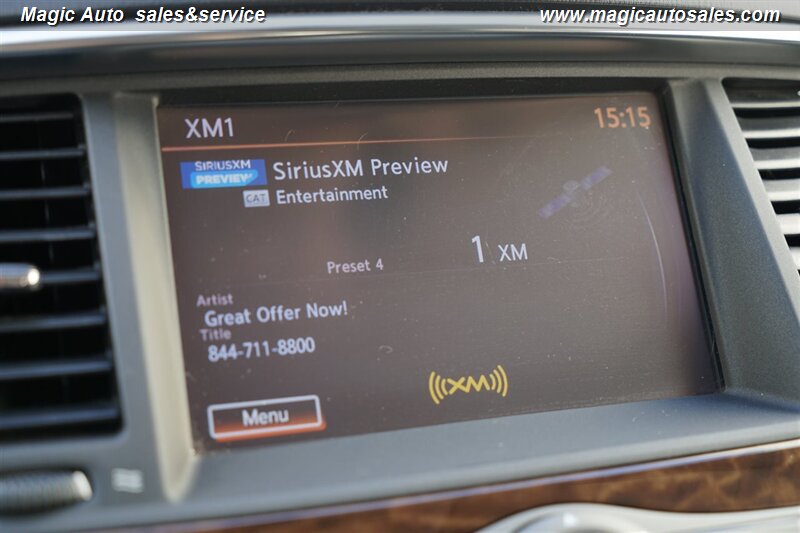 Magic Auto sales&service
www.magicautosales.com
XM1
15:15
SIRIUSXM
PREVIEW
SiriusXM Preview
CAT Entertainment
1 XM
Preset 4
Artist
Great Offer Now!
Title
844-711-8800
XM
Menu